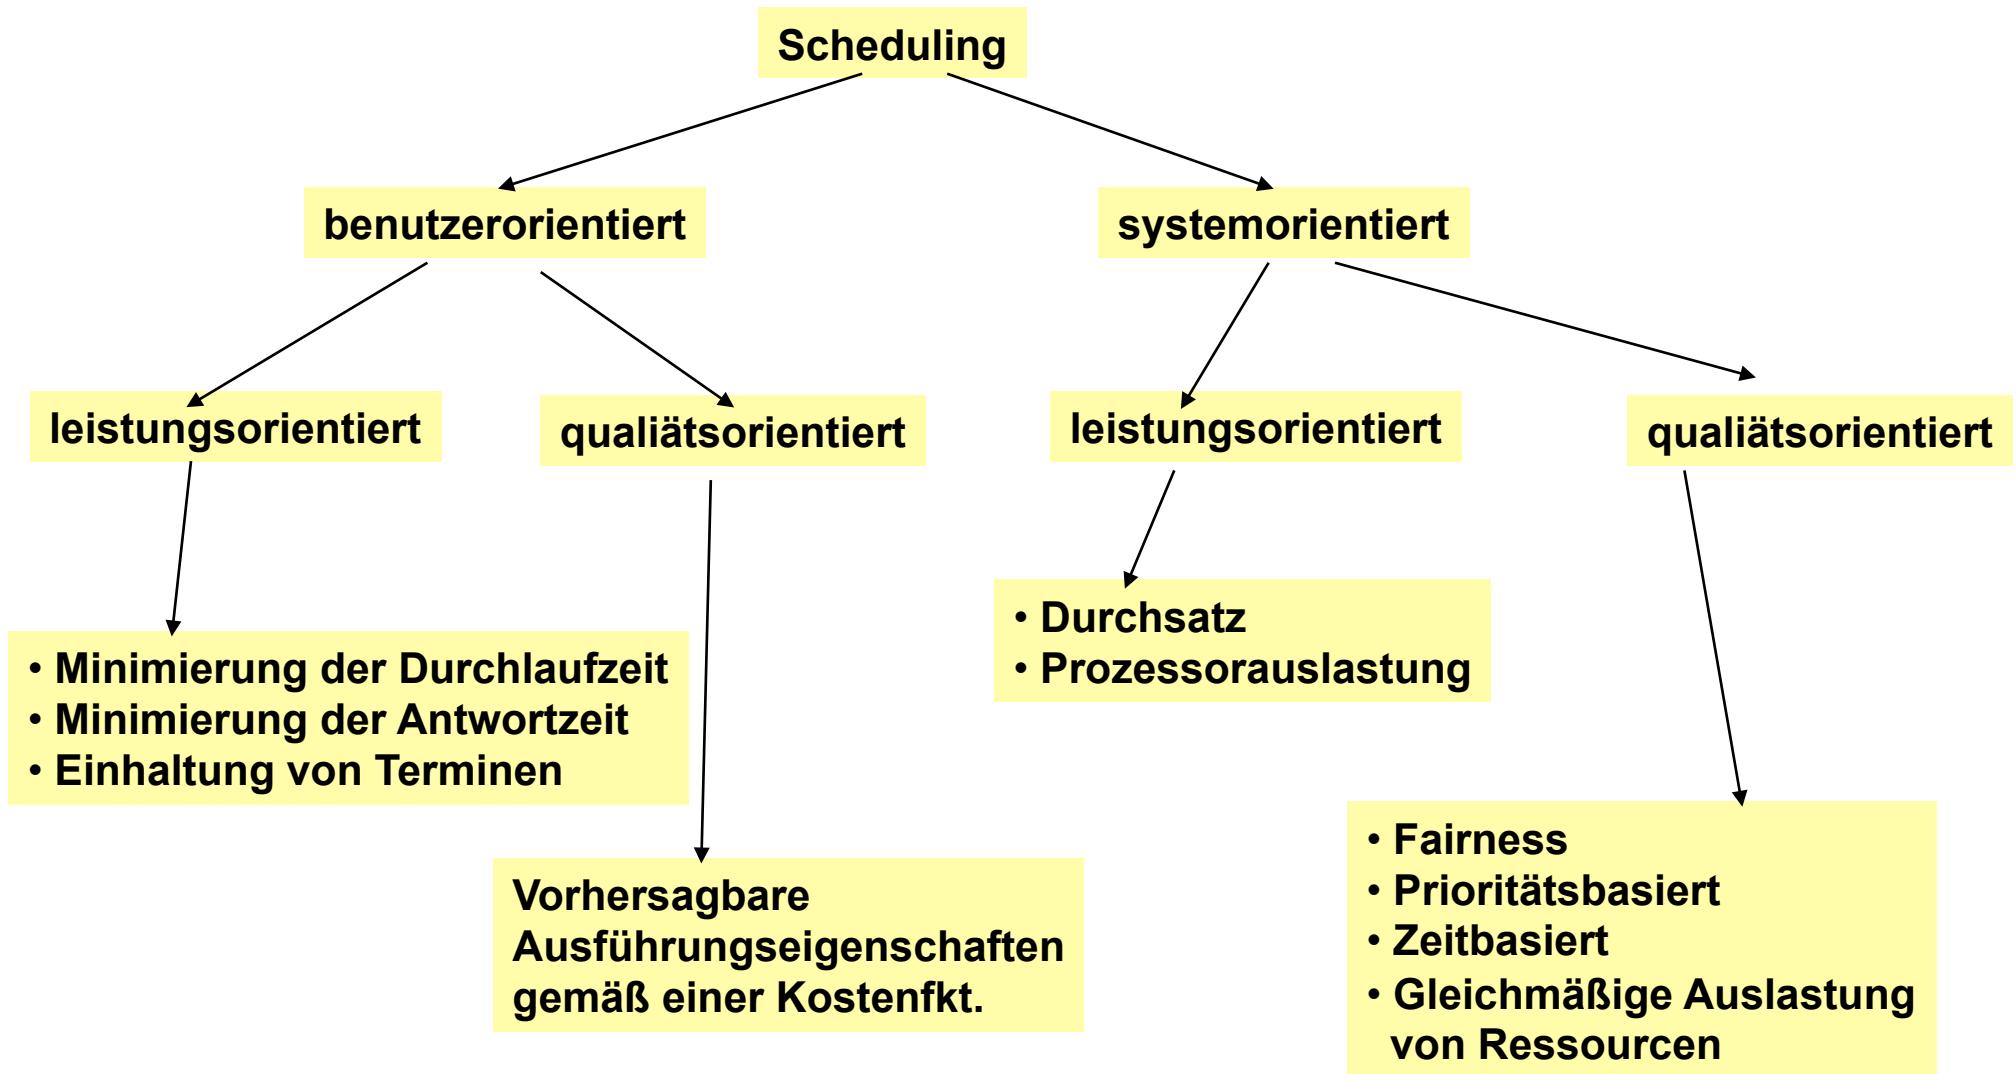 Scheduling
benutzerorientiert
systemorientiert
leistungsorientiert
qualiätsorientiert
leistungsorientiert
qualiätsorientiert
• Minimierung der Durchlaufzeit
• Minimierung der Antwortzeit
• Einhaltung von Terminen
Vorhersagbare
Ausführungseigenschaften
gemäß einer Kostenfkt.
• Durchsatz
• Prozessorauslastung
• Fairness
• Prioritätsbasiert
• Zeitbasiert
• Gleichmäßige Auslastung
von Ressourcen